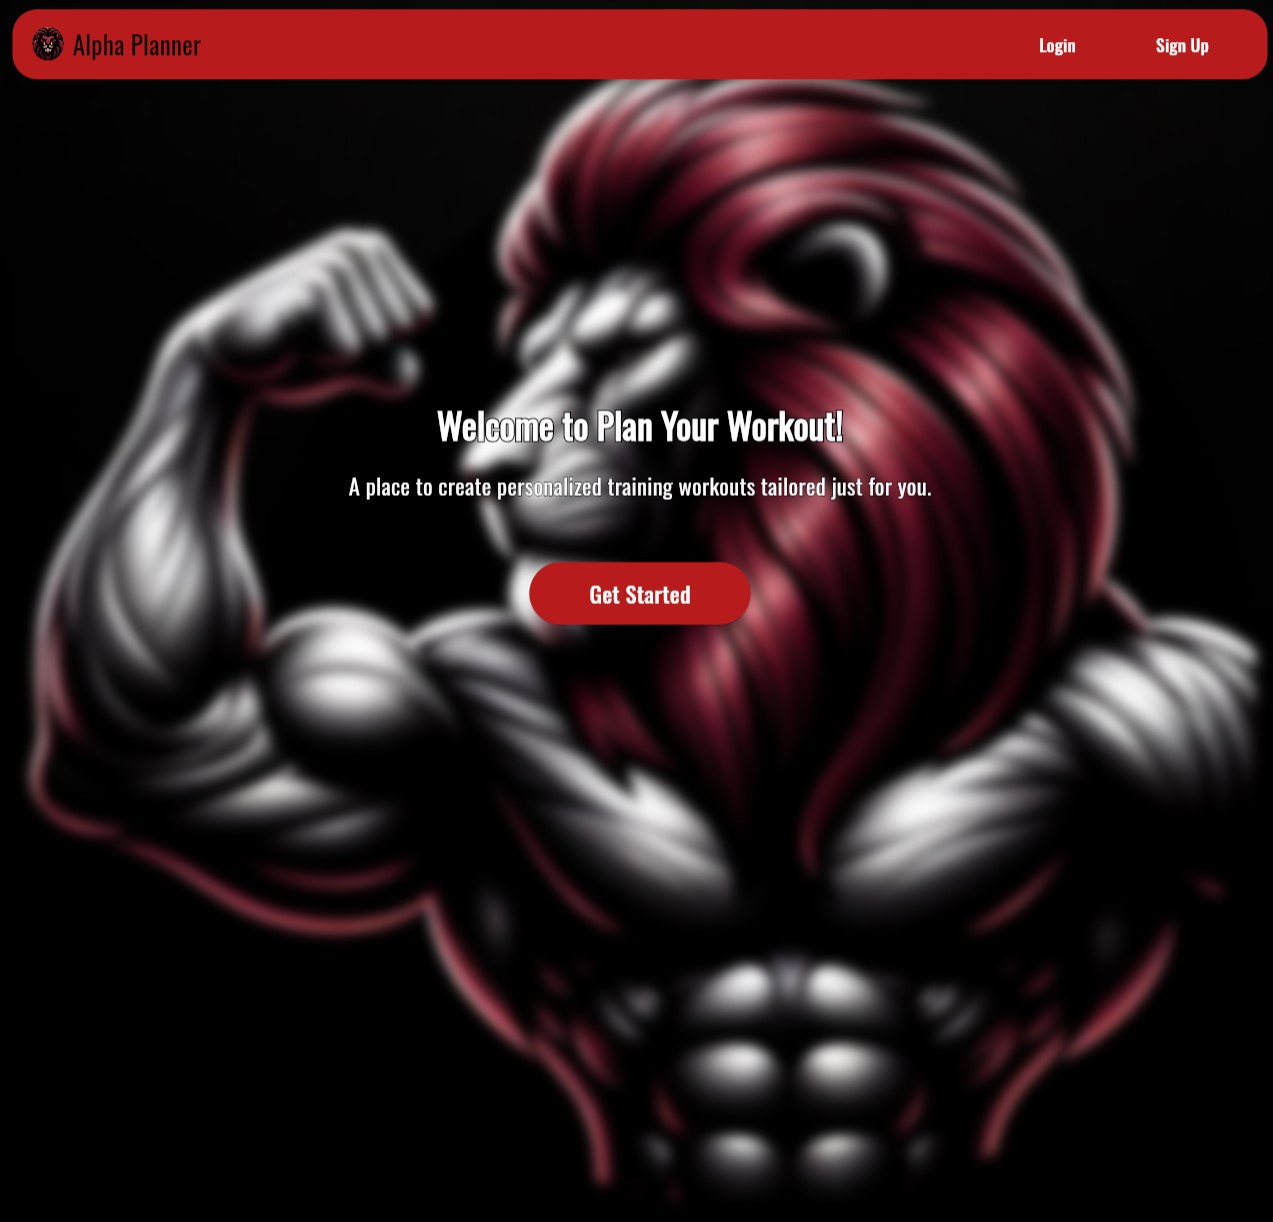 Alpha Planner
Login
Sign Up
Welcome to Plan Your Workout!
A place to create personalized training workouts tailored just for you.
Get Started